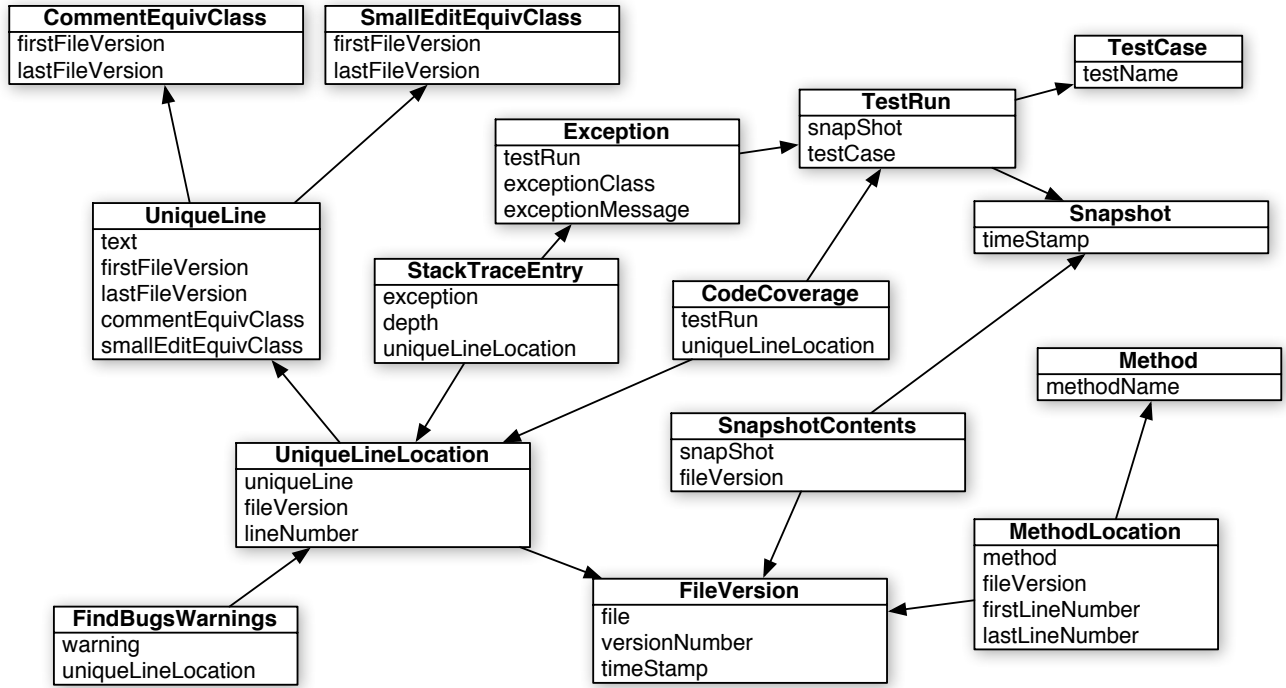 CommentEquivClass
firstFileVersion
lastFileVersion
SmallEditEquivClass
firstFileVersion
lastFileVersion
TestCase
testName
TestRun
snapShot
testCase
Exception
testRun
exceptionClass
exceptionMessage
UniqueLine
text
firstFileVersion
lastFileVersion
commentEquivClass
smallEditEquivClass
Snapshot
timeStamp
StackTraceEntry
exception
depth
uniqueLineLocation
CodeCoverage
testRun
uniqueLineLocation
Method
methodName
SnapshotContents
snapShot
fileVersion
UniqueLineLocation
uniqueLine
fileVersion
lineNumber
MethodLocation
method
fileVersion
firstLineNumber
lastLineNumber
FileVersion
file
versionNumber
timeStamp
FindBugsWarnings
warning
uniqueLineLocation